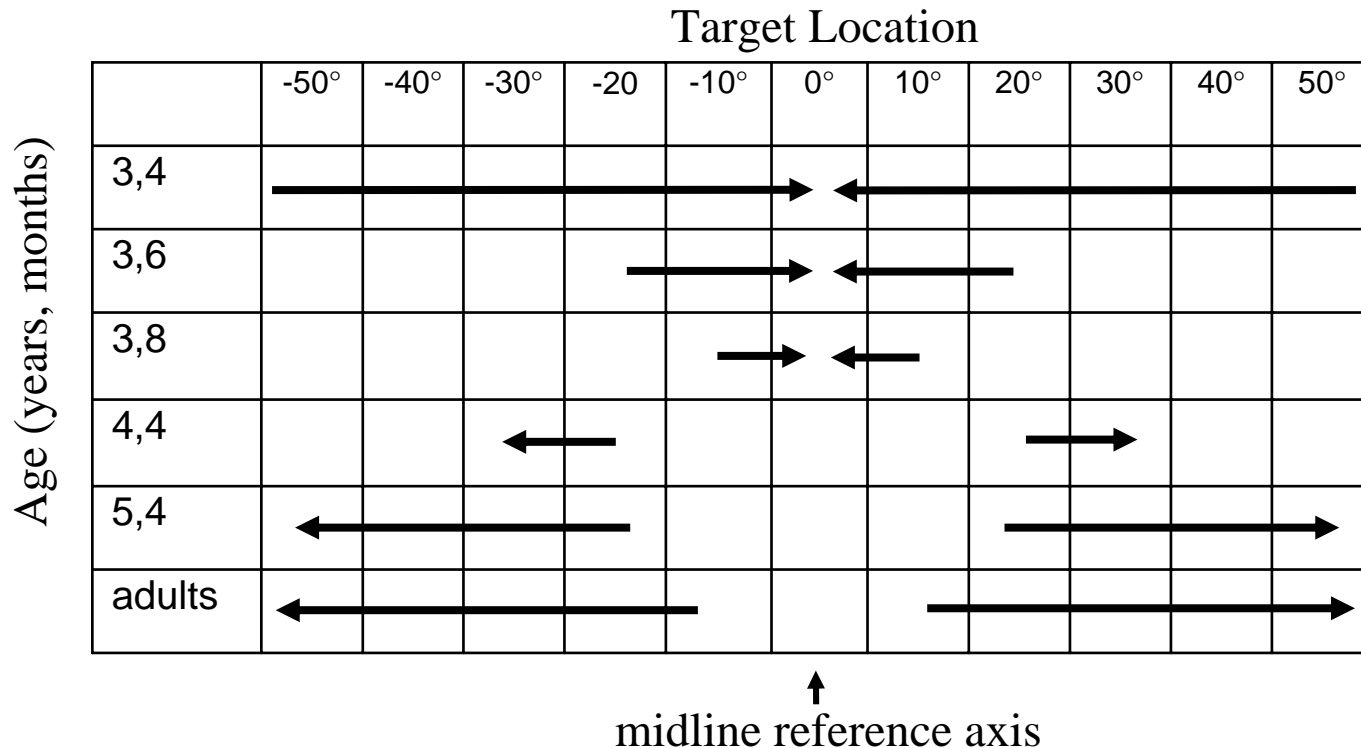 Target Location
-50° -40° -30° -20 -10° 0° 10° 20° 30° 40° 50°
Age (years, months)
3,4
3,6
3,8
4,4
5,4
adults
midline reference axis